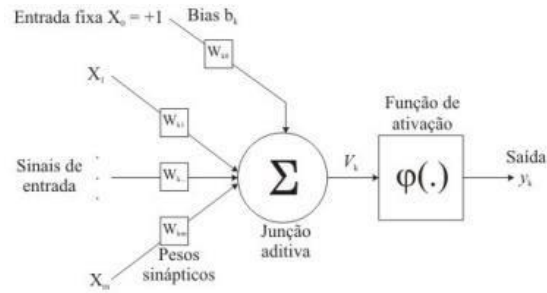 Entrada fixa X₀ = +1
Bias bₖ
Wₖ₀
X₁
Wₖ₁
Função de
ativação
Sinais de
entrada
Wₖ
Σ
Vₖ
φ(.)
Saída
yₖ
Wₖₘ
Junção
aditiva
Pesos
sinápticos
Xₘ